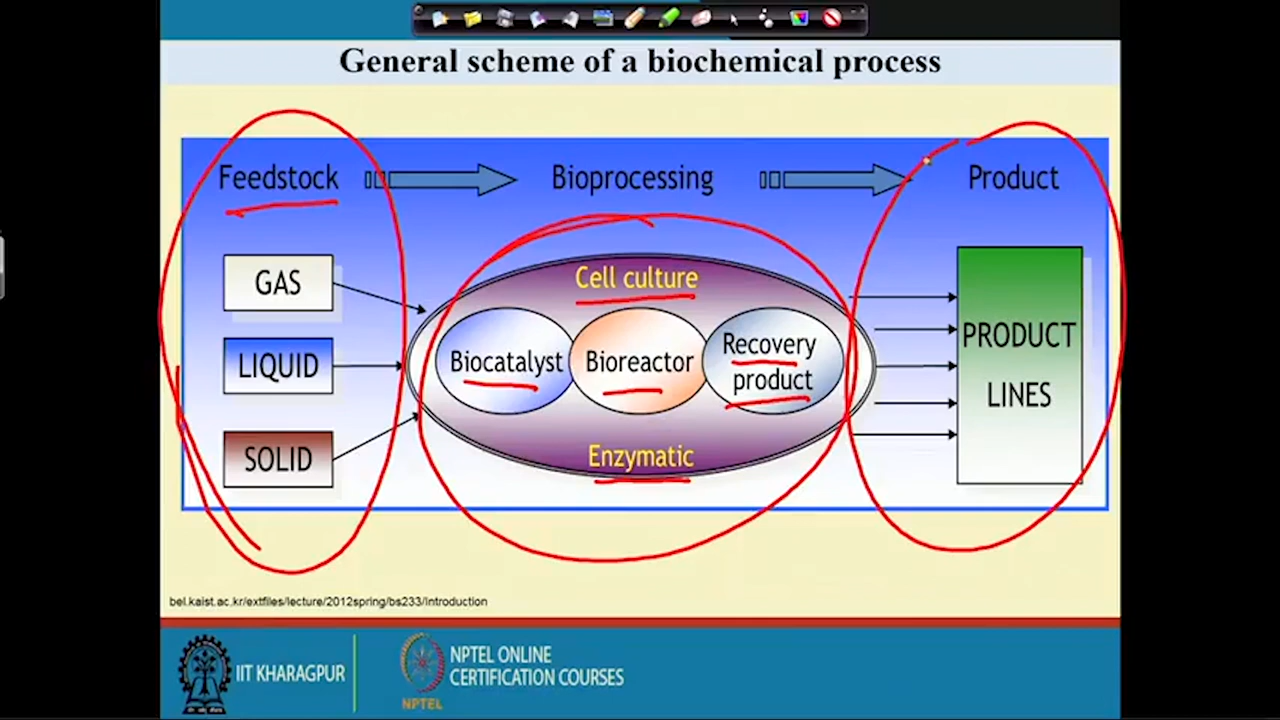 General scheme of a biochemical process
Feedstock
Bioprocessing
Product
GAS
LIQUID
SOLID
Cell culture
Biocatalyst
Bioreactor
Recovery
product
Enzymatic
PRODUCT
LINES
bel.kaist.ac.kr/extfiles/lecture/2012spring/bs233/Introduction
IIT KHARAGPUR
NPTEL
NPTEL ONLINE
CERTIFICATION COURSES